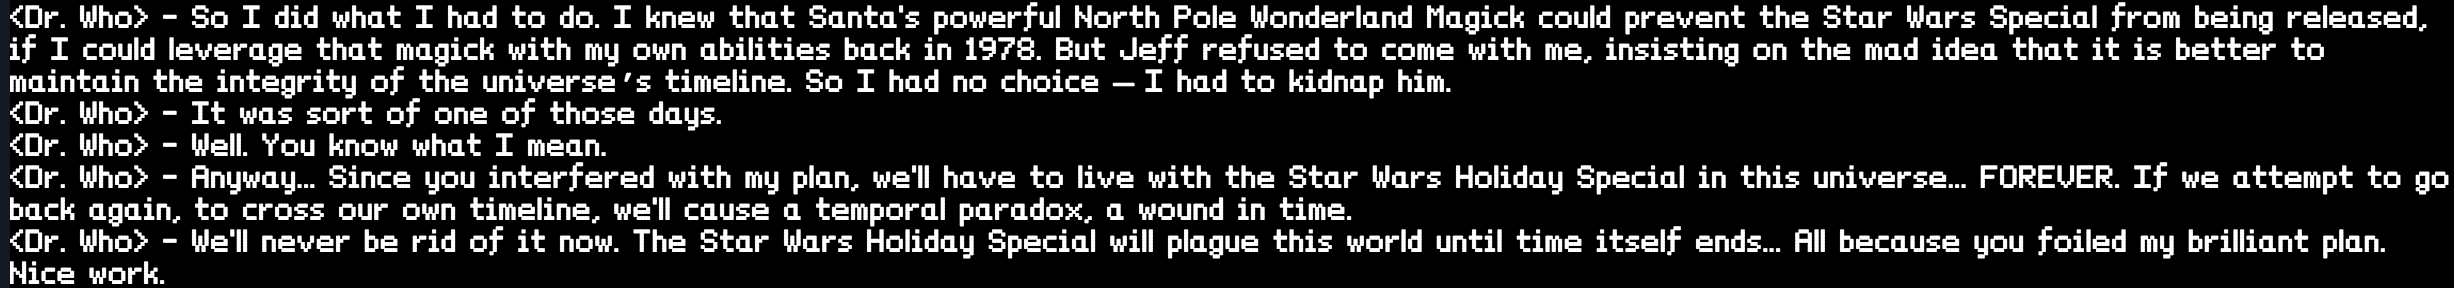 <Dr. Who> - So I did what I had to do. I knew that Santa's powerful North Pole Wonderland Magick could prevent the Star Wars Special from being released,
if I could leverage that magick with my own abilities back in 1978. But Jeff refused to come with me, insisting on the mad idea that it is better to
maintain the integrity of the universe's timeline. So I had no choice – I had to kidnap him.
<Dr. Who> - It was sort of one of those days.
<Dr. Who> - Well. You know what I mean.
<Dr. Who> - Anyway... Since you interfered with my plan, we'll have to live with the Star Wars Holiday Special in this universe... FOREVER. If we attempt to go
back again, to cross our own timeline, we'll cause a temporal paradox, a wound in time.
<Dr. Who> - We'll never be rid of it now. The Star Wars Holiday Special will plague this world until time itself ends... All because you foiled my brilliant plan.
Nice work.